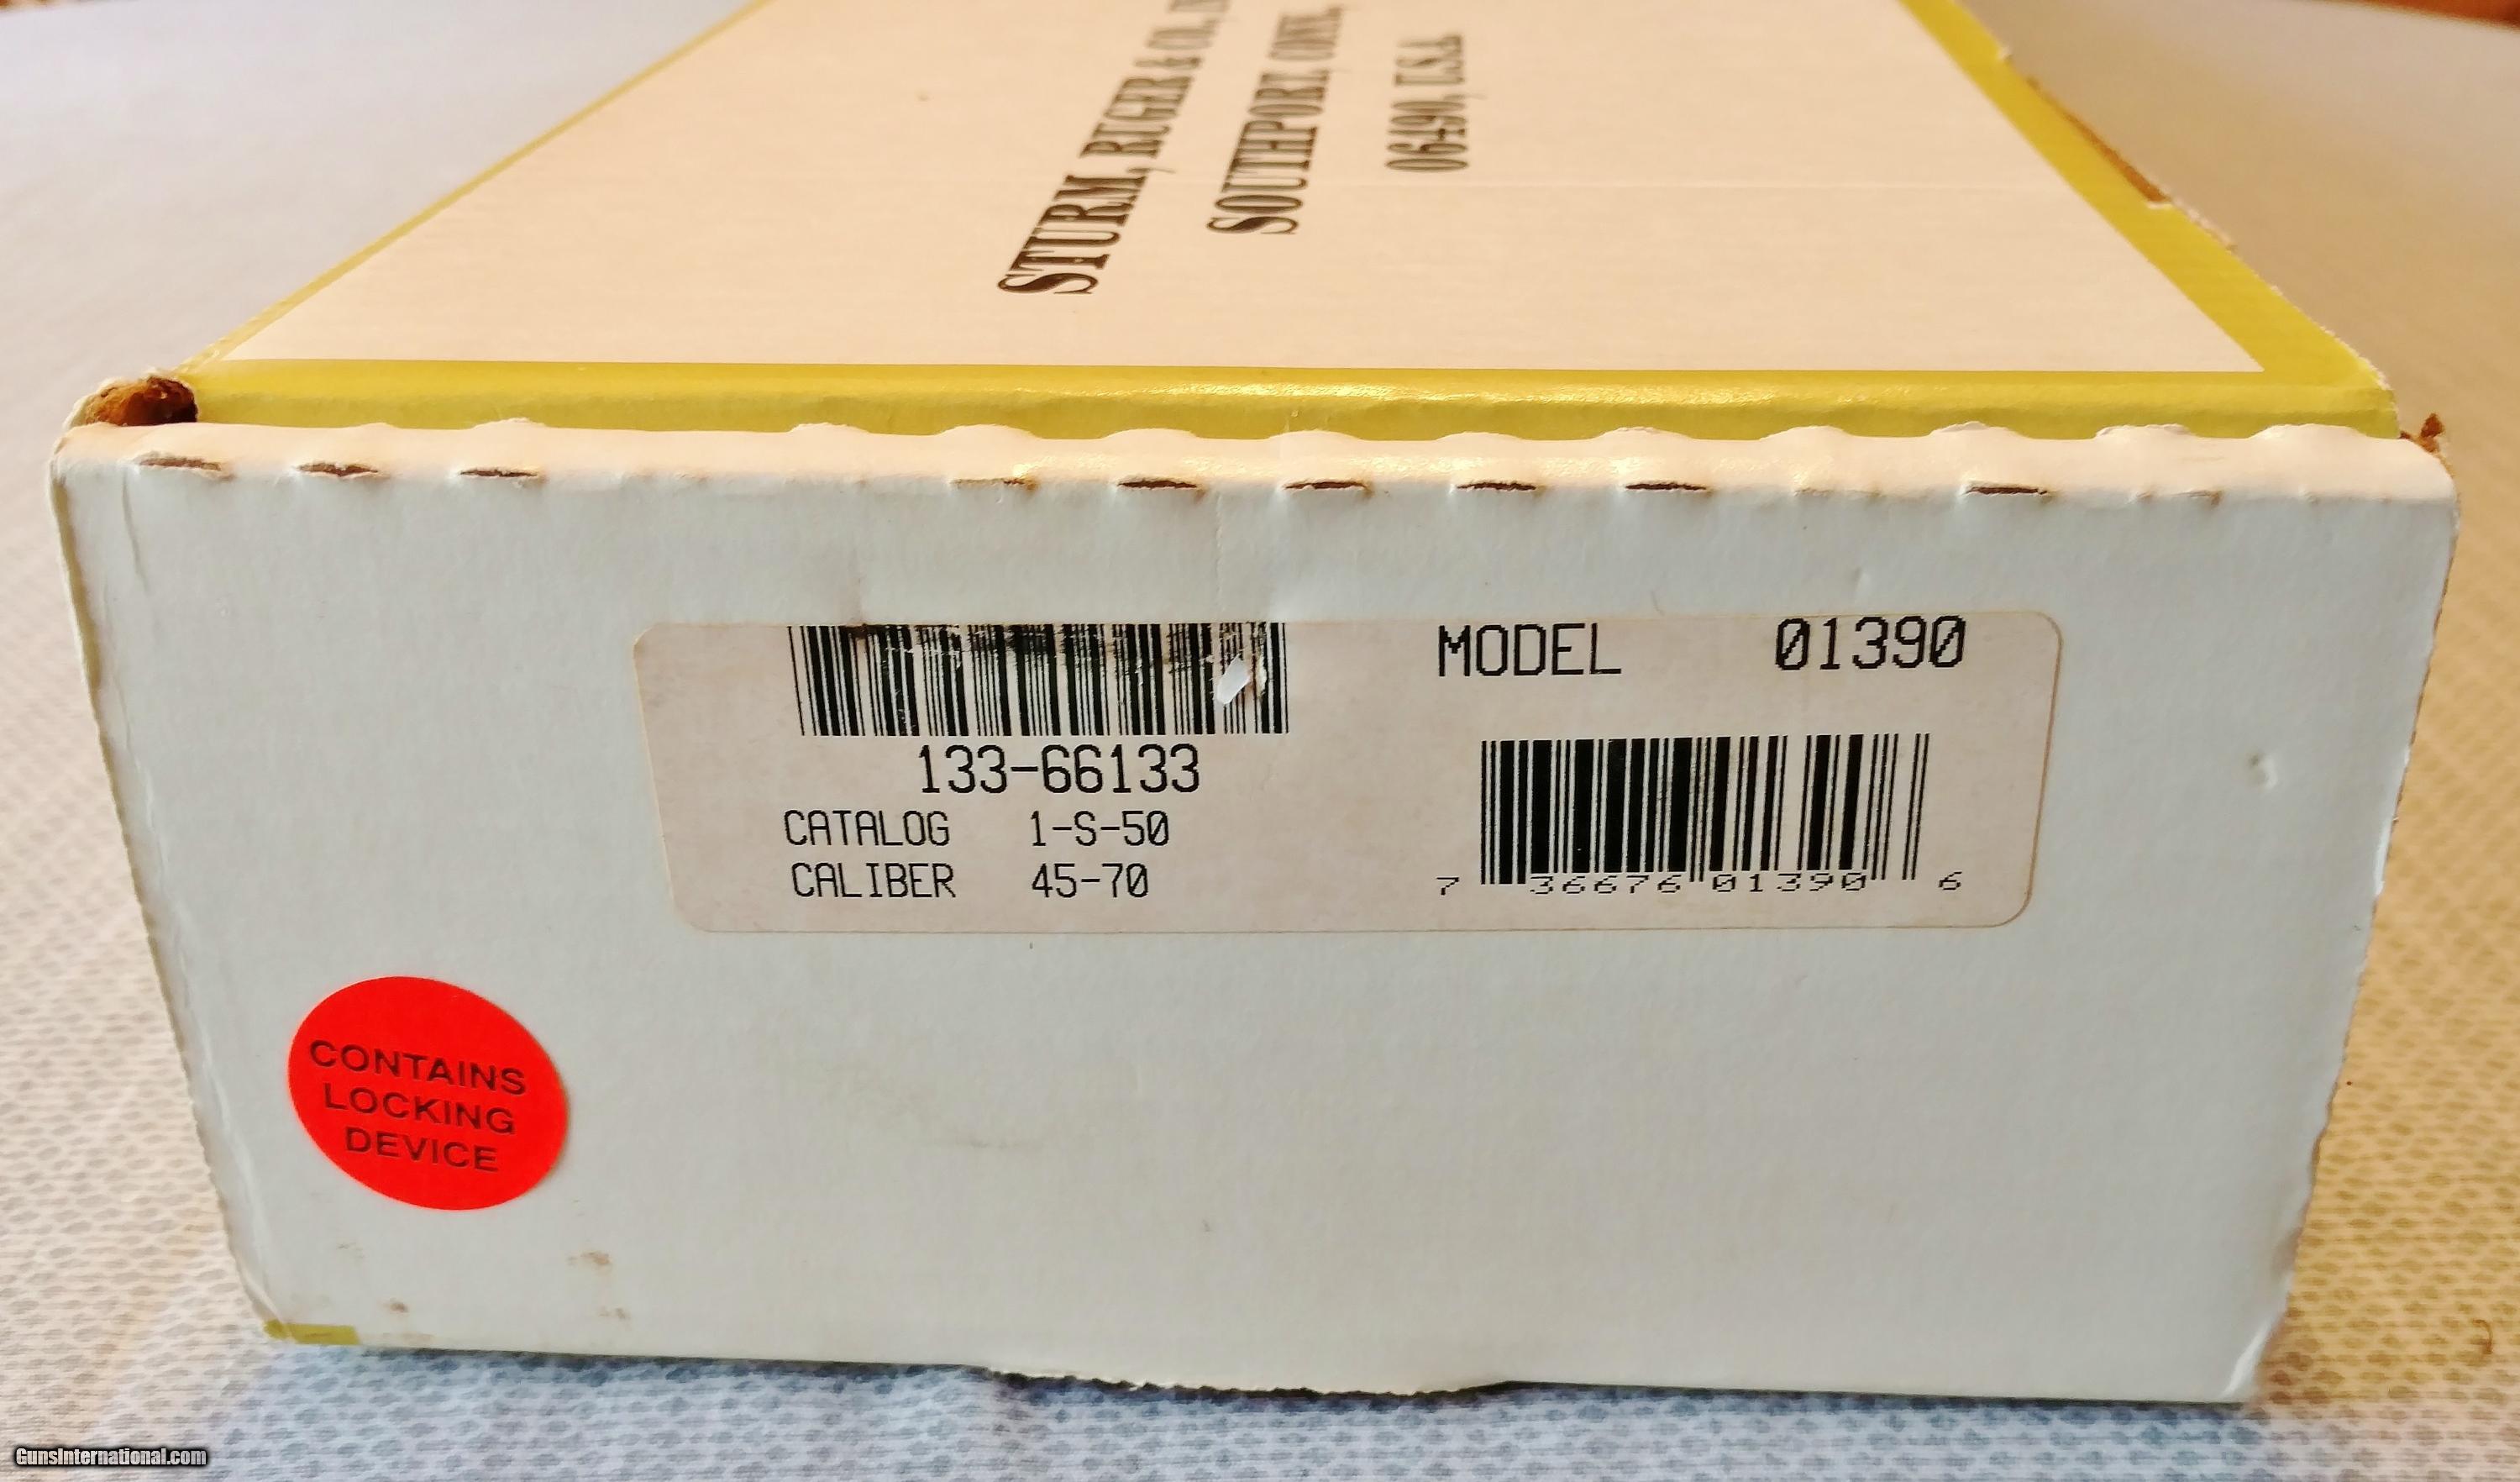 STURM, RUGER & CO., IN
SOUTHPORT, CONN.,
06490, U.S.A.
MODEL 01390
133-66133
CATALOG 1-S-50
CALIBER 45-70
7 36676 01390 6
CONTAINS
LOCKING
DEVICE
GunsInternational.com